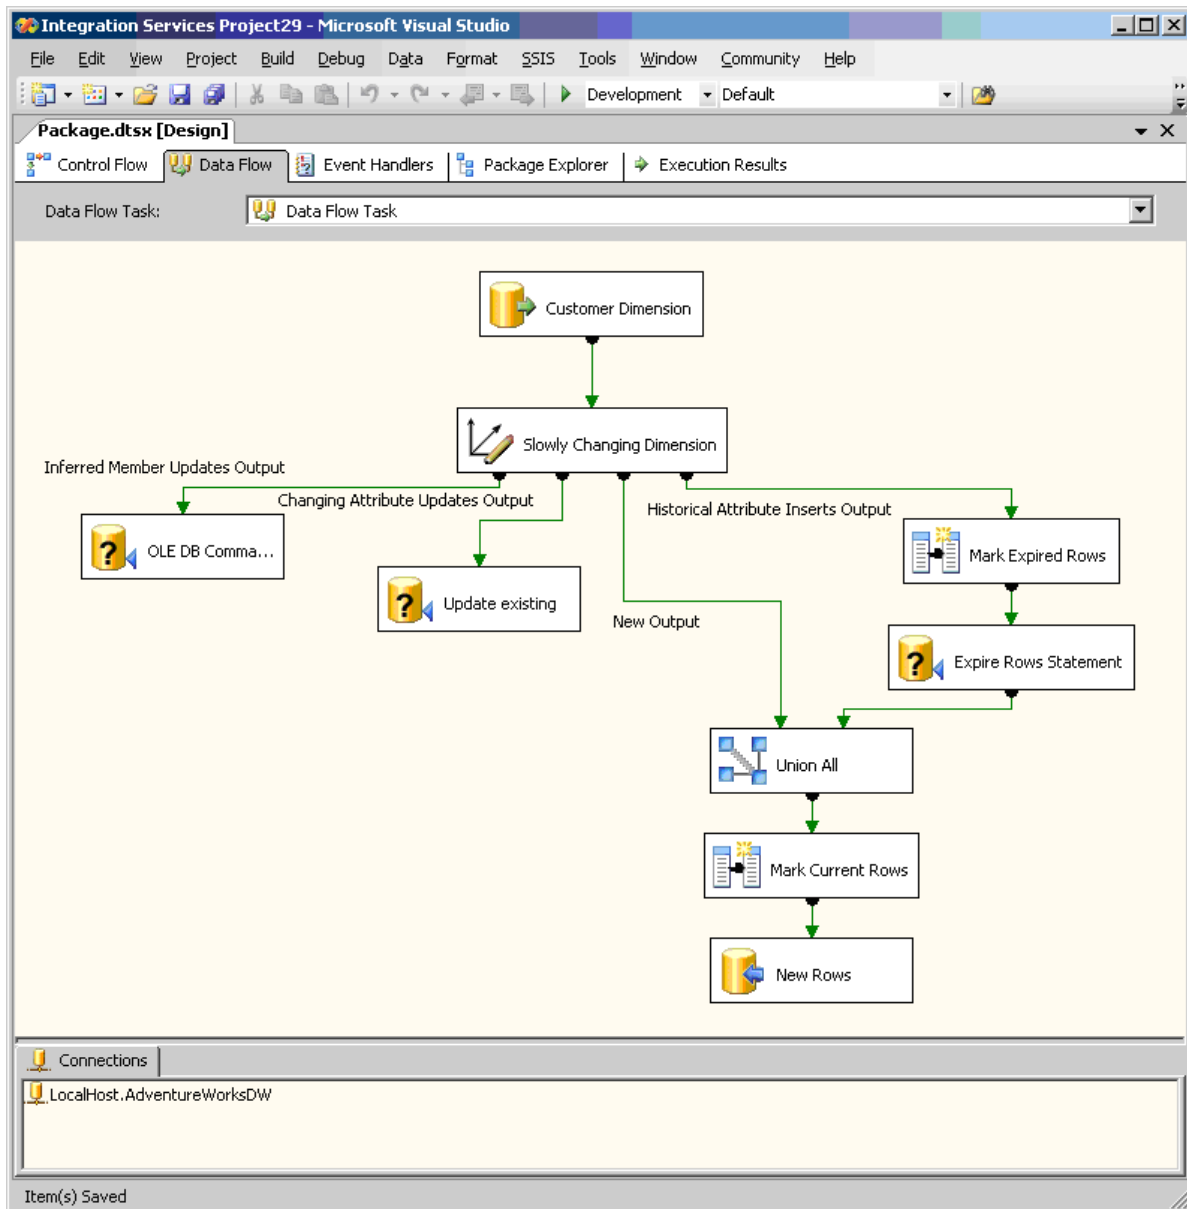 Integration Services Project29 - Microsoft Visual Studio
File Edit View Project Build Debug Data Format SSIS Tools Window Community Help
Development Default
Package.dtsx [Design]
Control Flow Data Flow Event Handlers Package Explorer Execution Results
Data Flow Task: Data Flow Task
Customer Dimension
Slowly Changing Dimension
Inferred Member Updates Output
Changing Attribute Updates Output
Historical Attribute Inserts Output
OLE DB Comma...
Mark Expired Rows
Update existing
New Output
Expire Rows Statement
Union All
Mark Current Rows
New Rows
Connections
LocalHost.AdventureWorksDW
Item(s) Saved